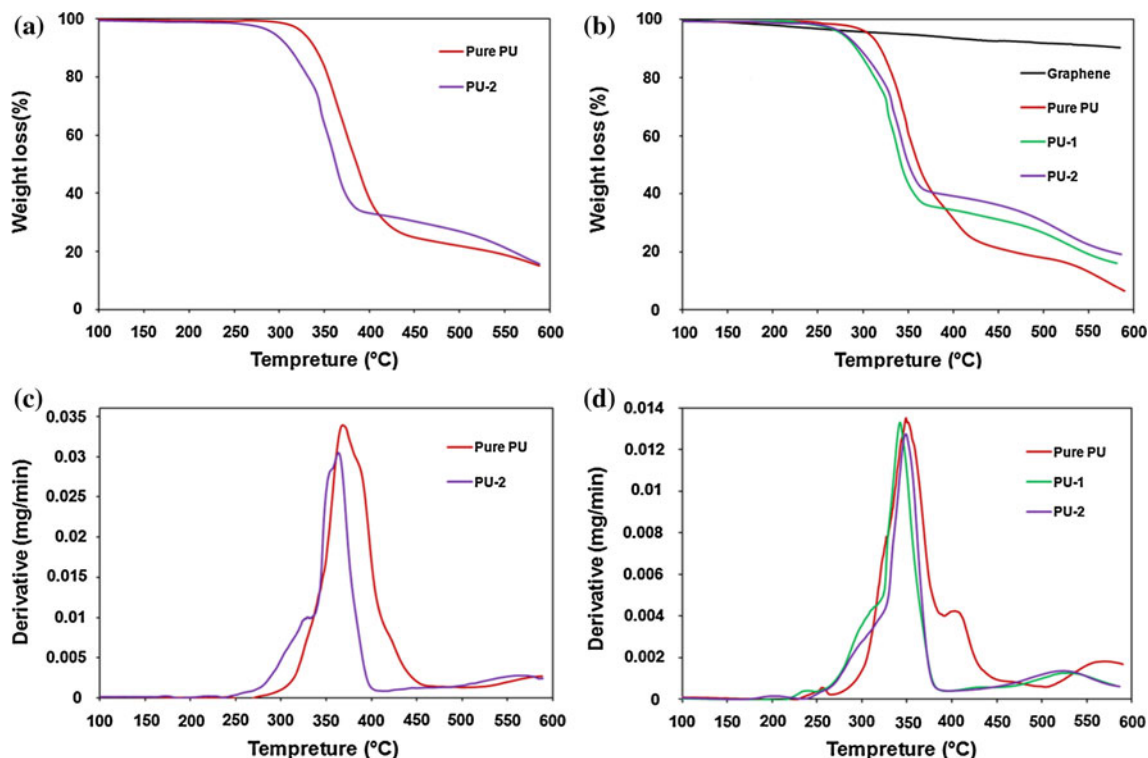 (a)
Weight loss(%)
100
80
60
40
20
0
Pure PU
PU-2
100 150 200 250 300 350 400 450 500 550 600
Tempreture (ºC)
(b)
Weight loss (%)
100
80
60
40
20
0
Graphene
Pure PU
PU-1
PU-2
100 150 200 250 300 350 400 450 500 550 600
Tempreture (ºC)
(c)
Derivative (mg/min)
0.035
0.03
0.025
0.02
0.015
0.01
0.005
0
Pure PU
PU-2
100 150 200 250 300 350 400 450 500 550 600
Tempreture (ºC)
(d)
Derivative (mg/min)
0.014
0.012
0.01
0.008
0.006
0.004
0.002
0
Pure PU
PU-1
PU-2
100 150 200 250 300 350 400 450 500 550 600
Tempreture (ºC)